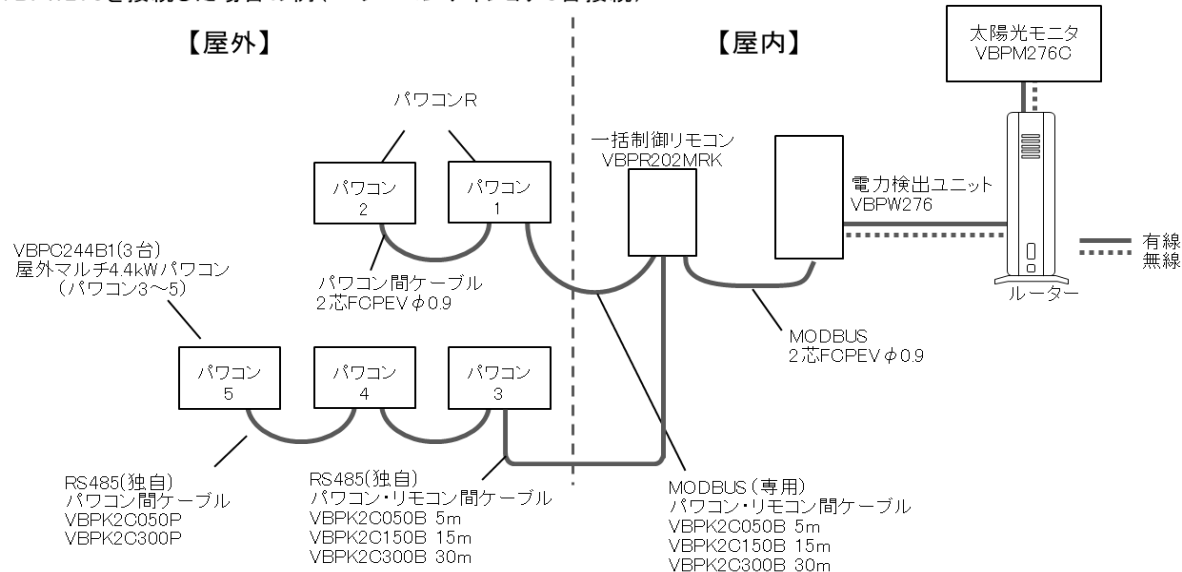 【屋外】
【屋内】
太陽光モニタ
VBPM276C
パワコンR
一括制御リモコン
VBPR202MRK
パワコン
2
パワコン
1
電力検出ユニット
VBPW276
有線
無線
ルーター
VBPC244B1(3台)
屋外マルチ4.4kWパワコン
(パワコン3～5)
パワコン間ケーブル
2芯FCPEVφ0.9
MODBUS
2芯FCPEVφ0.9
パワコン
5
パワコン
4
パワコン
3
RS485(独自)
パワコン間ケーブル
VBPK2C050P
VBPK2C300P
RS485(独自)
パワコン・リモコン間ケーブル
VBPK2C050B 5m
VBPK2C150B 15m
VBPK2C300B 30m
MODBUS(専用)
パワコン・リモコン間ケーブル
VBPK2C050B 5m
VBPK2C150B 15m
VBPK2C300B 30m